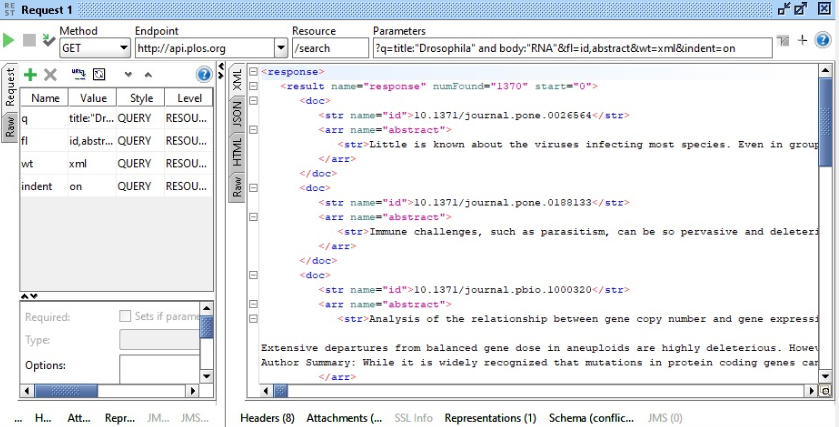 REST Request 1
Method Endpoint Resource Parameters
GET http://api.plos.org /search ?q=title:"Drosophila" and body:"RNA"&fl=id,abstract&wt=xml&indent=on
Request
Raw
Name Value Style Level
q title:"Dr... QUERY RESOU...
fl id,abstr... QUERY RESOU...
wt xml QUERY RESOU...
indent on QUERY RESOU...
Required: Sets if parame
Type:
Options:
... H... Att... Repr... JM... JMS...
XML
JSON
HTML
Raw
<response>
<result name="response" numFound="1370" start="0">
<doc>
<str name="id">10.1371/journal.pone.0026564</str>
<arr name="abstract">
<str>Little is known about the viruses infecting most species. Even in group
</arr>
</doc>
<doc>
<str name="id">10.1371/journal.pone.0188133</str>
<arr name="abstract">
<str>Immune challenges, such as parasitism, can be so pervasive and deleteri
</arr>
</doc>
<doc>
<str name="id">10.1371/journal.pbio.1000320</str>
<arr name="abstract">
<str>Analysis of the relationship between gene copy number and gene expressi
Extensive departures from balanced gene dose in aneuploids are highly deleterious. Howev
Author Summary: While it is widely recognized that mutations in protein coding genes can
</arr>
Headers (8) Attachments (... SSL Info Representations (1) Schema (conflic... JMS (0)